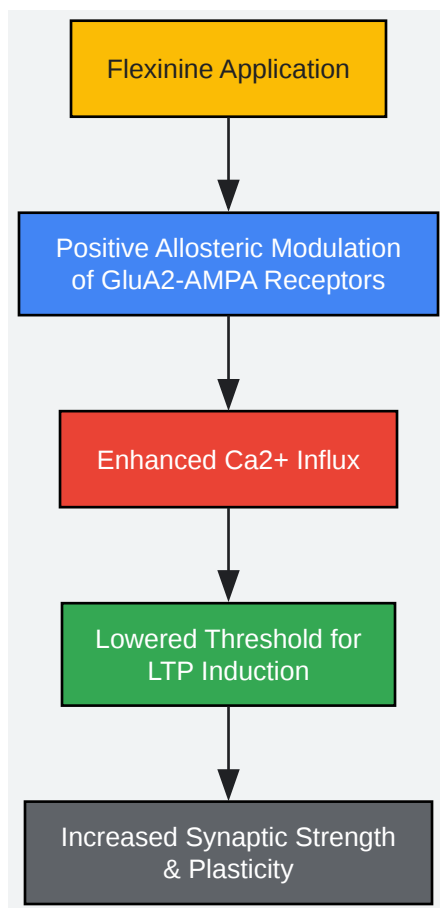 Flexinine Application
Positive Allosteric Modulation
of GluA2-AMPA Receptors
Enhanced Ca2+ Influx
Lowered Threshold for
LTP Induction
Increased Synaptic Strength
& Plasticity